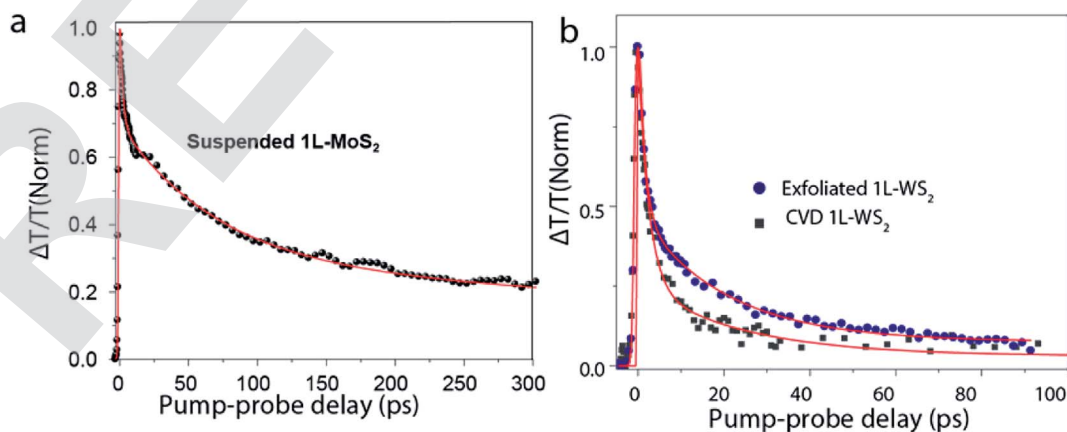 a
1.0
0.8
0.6
0.4
0.2
0.0
ΔT/T(Norm)
Suspended 1L-MoS₂
0 50 100 150 200 250 300
Pump-probe delay (ps)
b
1.0
0.5
0.0
ΔT/T(Norm)
Exfoliated 1L-WS₂
CVD 1L-WS₂
0 20 40 60 80 100
Pump-probe delay (ps)